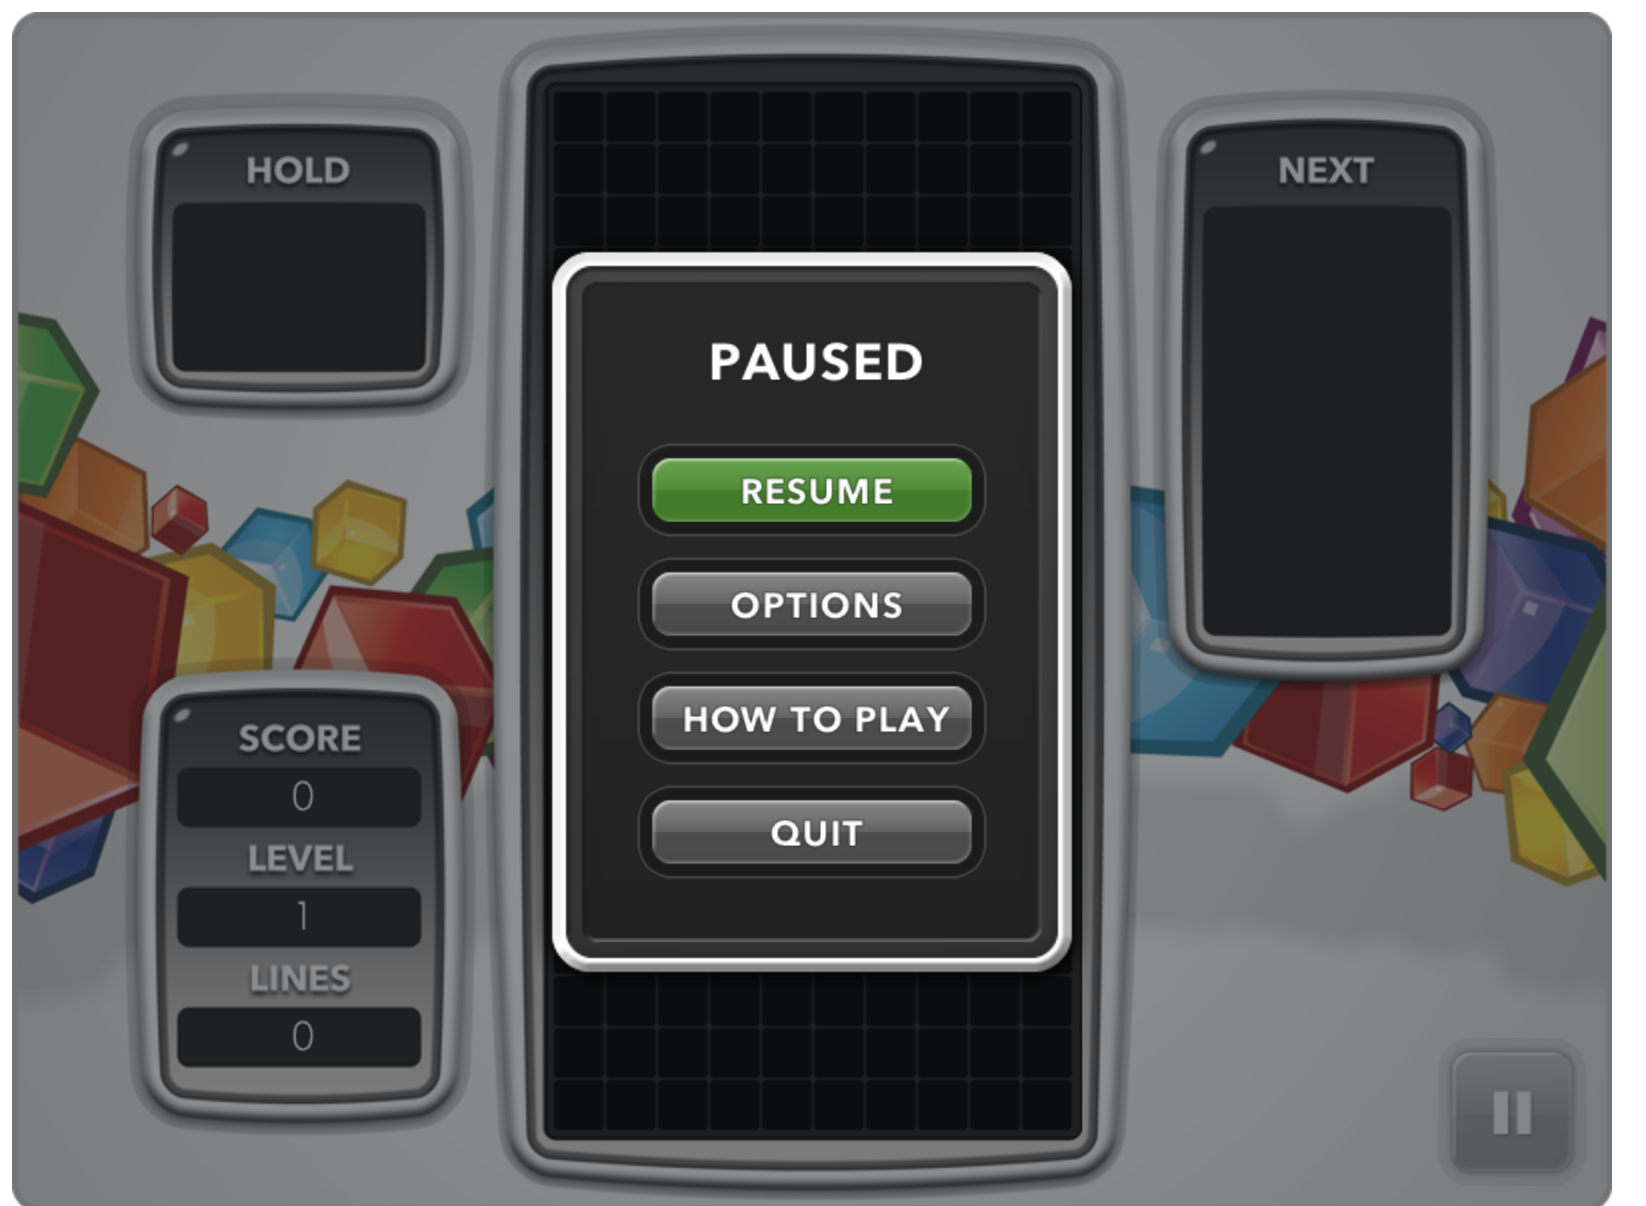 HOLD
NEXT
PAUSED
RESUME
OPTIONS
HOW TO PLAY
QUIT
SCORE
0
LEVEL
1
LINES
0